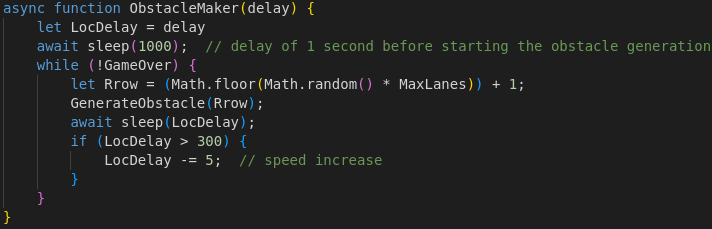 async function ObstacleMaker(delay) {
    let LocDelay = delay
    await sleep(1000);  // delay of 1 second before starting the obstacle generation
    while (!GameOver) {
        let Rrow = (Math.floor(Math.random() * MaxLanes)) + 1;
        GenerateObstacle(Rrow);
        await sleep(LocDelay);
        if (LocDelay > 300) {
            LocDelay -= 5;  // speed increase
        }
    }
}